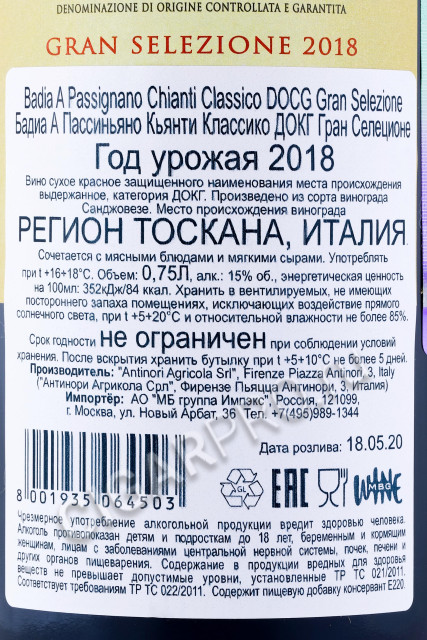 DENOMINAZIONE DI ORIGINE CONTROLLATA E GARANTITA
GRAN SELEZIONE 2018
Badia A Passignano Chianti Classico DOCG Gran Selezione
Бадиа А Пассиньяно Кьянти Классико ДОКГ Гран Селеционе
Год урожая 2018
Вино сухое красное защищенного наименования места происхождения
выдержанное, категория ДОКГ. Произведено из сорта винограда
Санджовезе. Место происхождения винограда
РЕГИОН ТОСКАНА, ИТАЛИЯ.
Сочетается с мясными блюдами и мягкими сырами. Употреблять
при t +16+18°С. Объем: 0,75Л, алк.: 15% об., энергетическая ценность
на 100мл: 352кДж/84 ккал. Хранить в вентилируемых, не имеющих
постороннего запаха помещениях, исключающих воздействие прямого
солнечного света, при t +5+20°С и относительной влажности не более 85%.
Срок годности не ограничен при соблюдении условий
хранения. После вскрытия хранить бутылку при t +5+10°С не более 5 дней.
Производитель: "Antinori Agricola Srl", Firenze Piazza Antinori, 3, Italy
("Антинори Агрикола Срл", Фирензе Пьяцца Антинори, 3, Италия)
Импортёр: АО "МБ группа Импэкс", Россия, 121099,
г. Москва, ул. Новый Арбат, 36 Тел. +7(495)989-1344
Дата розлива: 18.05.20
8 001935 064503
GL
EAC
WINE
MBG
Чрезмерное употребление алкогольной продукции вредит здоровью человека.
Алкоголь противопоказан детям и подросткам до 18 лет, беременным и кормящим
женщинам, лицам с заболеваниями центральной нервной системы, почек, печени и
других органов пищеварения. Содержание в продукции вредных для здоровья
веществ не превышает допустимые уровни, установленные ТР ТС 021/2011.
Соответствует требованиям ТР ТС 022/2011. Содержит пищевую добавку консервант Е220.
CIGARPRO.RU